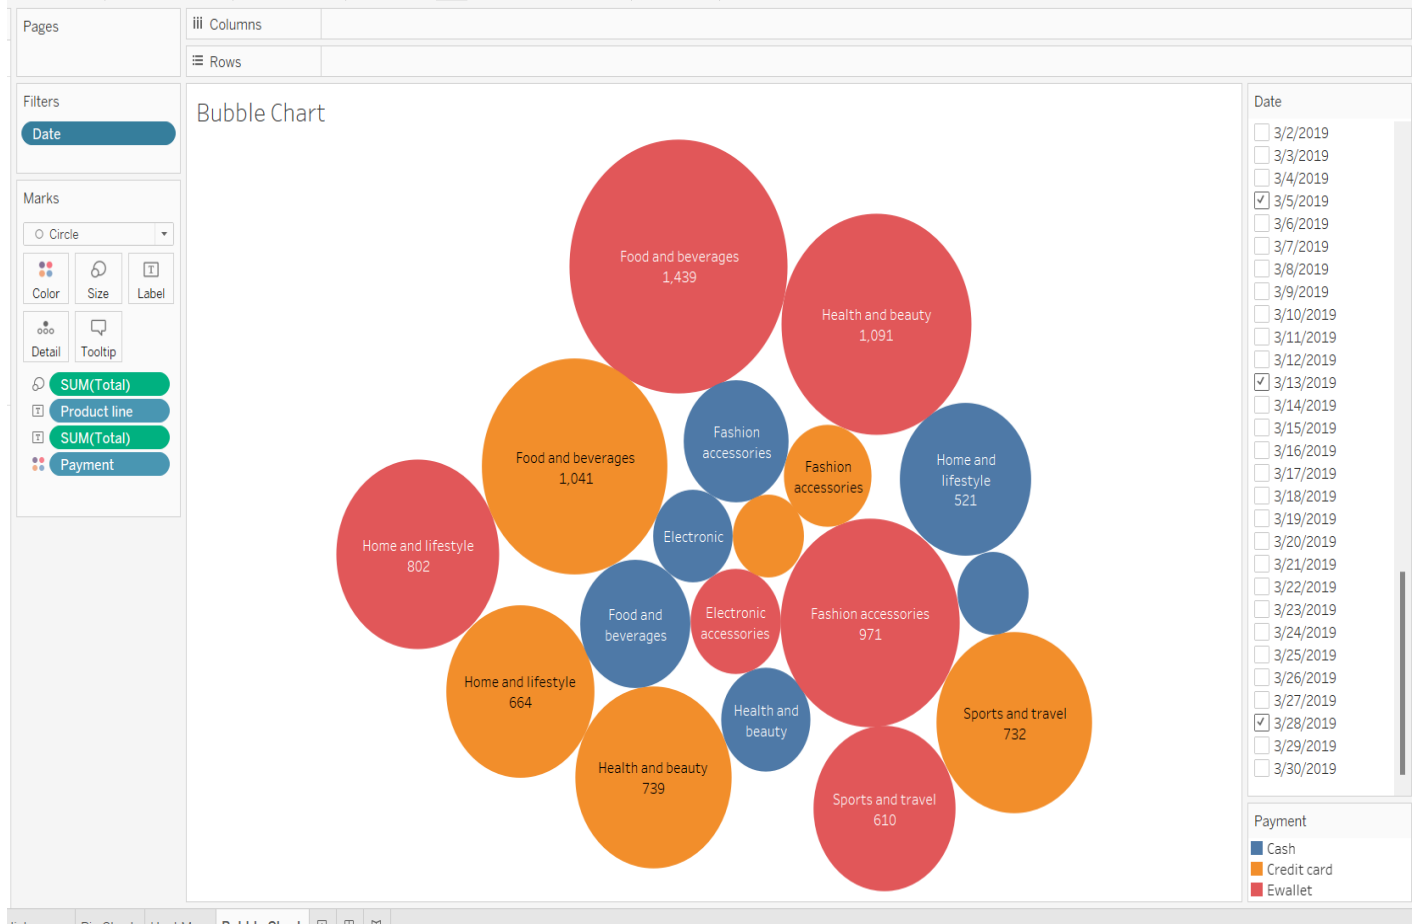 Pages
Columns
Rows
Filters
Date
Marks
Circle
Color
Size
Label
Detail
Tooltip
SUM(Total)
Product line
SUM(Total)
Payment
Bubble Chart
Food and beverages
1,439
Health and beauty
1,091
Food and beverages
1,041
Fashion
accessories
Fashion
accessories
Home and
lifestyle
521
Home and lifestyle
802
Electronic
Food and
beverages
Electronic
accessories
Fashion accessories
971
Home and lifestyle
664
Health and
beauty
Sports and travel
732
Health and beauty
739
Sports and travel
610
Date
3/2/2019
3/3/2019
3/4/2019
3/5/2019
3/6/2019
3/7/2019
3/8/2019
3/9/2019
3/10/2019
3/11/2019
3/12/2019
3/13/2019
3/14/2019
3/15/2019
3/16/2019
3/17/2019
3/18/2019
3/19/2019
3/20/2019
3/21/2019
3/22/2019
3/23/2019
3/24/2019
3/25/2019
3/26/2019
3/27/2019
3/28/2019
3/29/2019
3/30/2019
Payment
Cash
Credit card
Ewallet
Bubble Chart